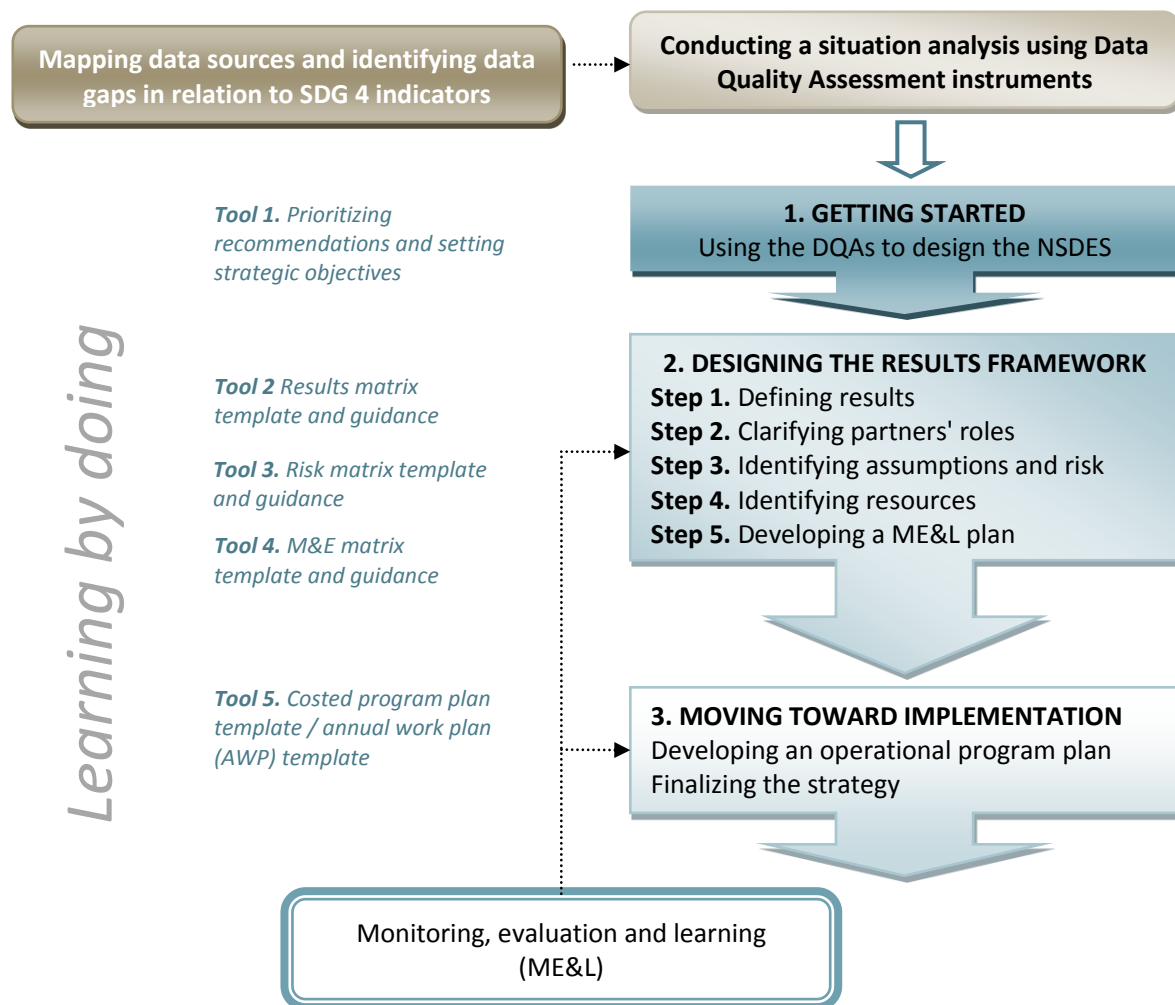 Mapping data sources and identifying data
gaps in relation to SDG 4 indicators
Conducting a situation analysis using Data
Quality Assessment instruments
Tool 1. Prioritizing
recommendations and setting
strategic objectives
1. GETTING STARTED
Using the DQAs to design the NSDES
Learning by doing
Tool 2 Results matrix
template and guidance
Tool 3. Risk matrix template
and guidance
Tool 4. M&E matrix
template and guidance
2. DESIGNING THE RESULTS FRAMEWORK
Step 1. Defining results
Step 2. Clarifying partners' roles
Step 3. Identifying assumptions and risk
Step 4. Identifying resources
Step 5. Developing a ME&L plan
Tool 5. Costed program plan
template / annual work plan
(AWP) template
3. MOVING TOWARD IMPLEMENTATION
Developing an operational program plan
Finalizing the strategy
Monitoring, evaluation and learning
(ME&L)